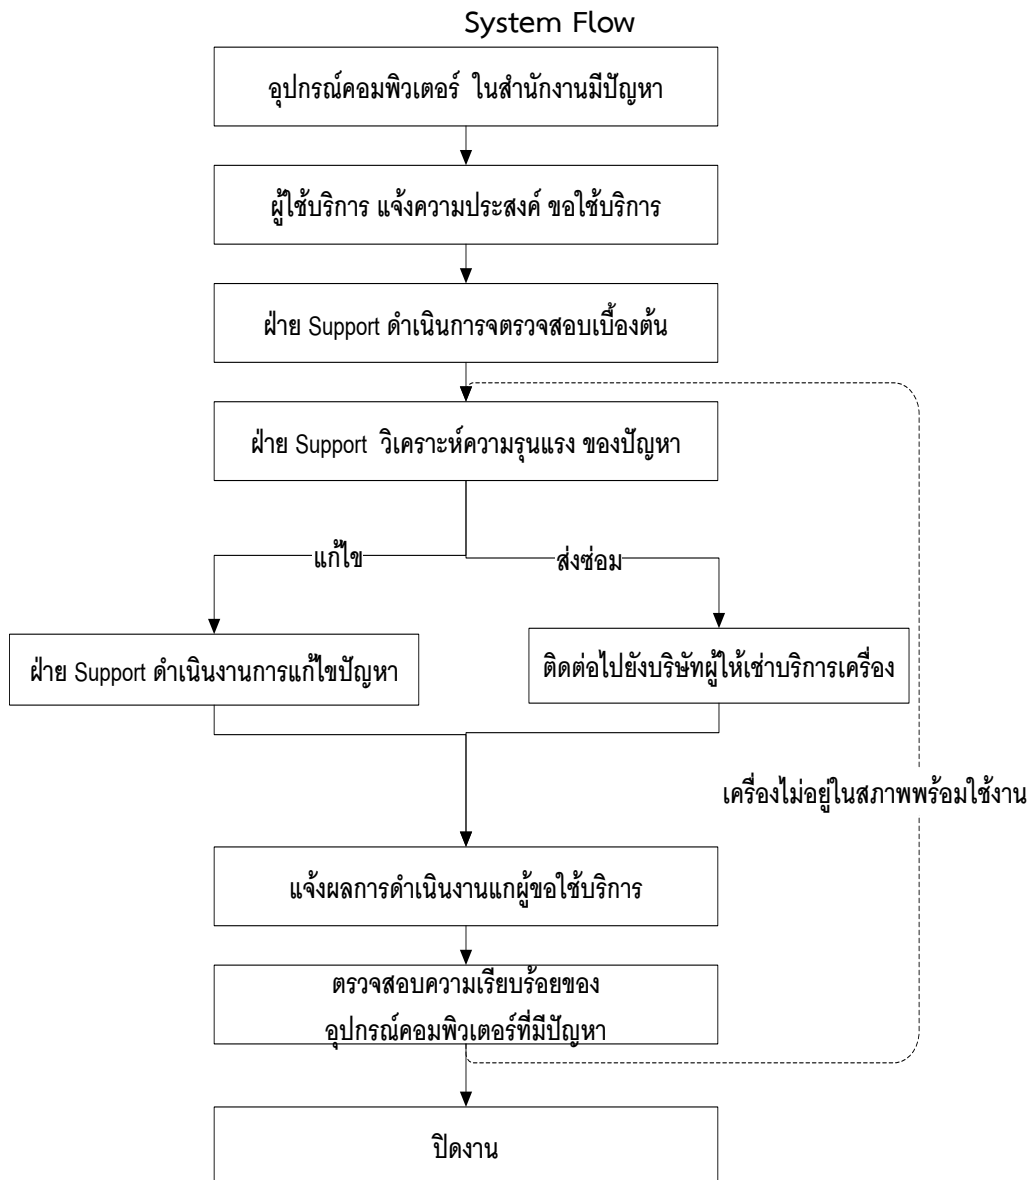 System Flow
อุปกรณ์คอมพิวเตอร์ ในสำนักงานมีปัญหา
ผู้ใช้บริการ แจ้งความประสงค์ ขอใช้บริการ
ฝ่าย Support ดำเนินการจตรวจสอบเบื้องต้น
ฝ่าย Support วิเคราะห์ความรุนแรง ของปัญหา
แก้ไข
ส่งซ่อม
ฝ่าย Support ดำเนินงานการแก้ไขปัญหา
ติดต่อไปยังบริษัทผู้ให้เช่าบริการเครื่อง
เครื่องไม่อยู่ในสภาพพร้อมใช้งาน
แจ้งผลการดำเนินงานแกผู้ขอใช้บริการ
ตรวจสอบความเรียบร้อยของ
อุปกรณ์คอมพิวเตอร์ที่มีปัญหา
ปิดงาน